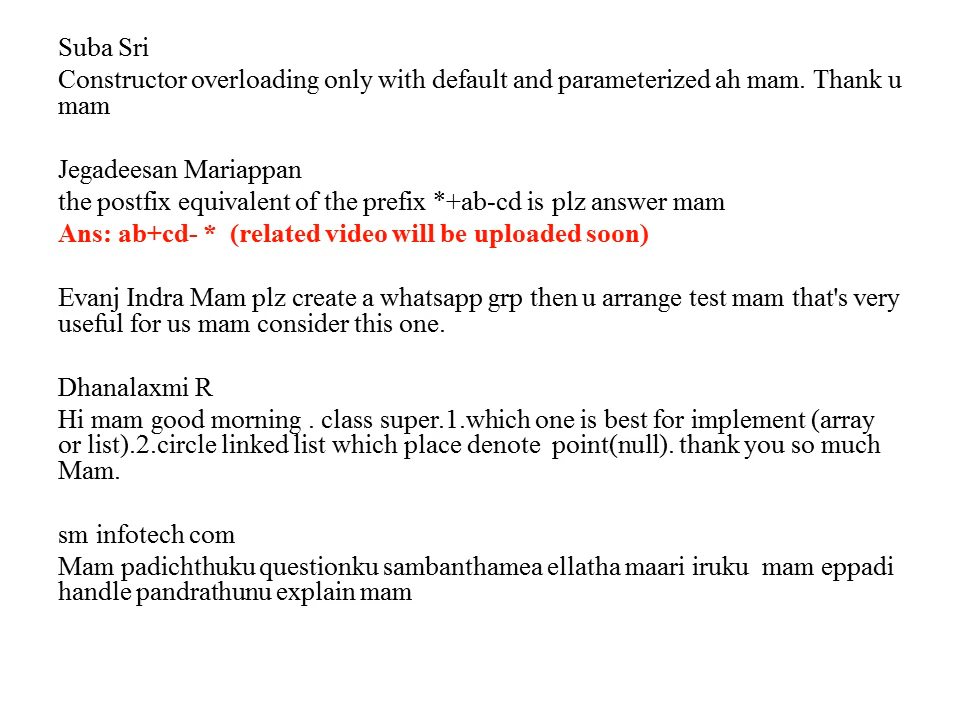 Suba Sri
Constructor overloading only with default and parameterized ah mam. Thank u
mam
Jegadeesan Mariappan
the postfix equivalent of the prefix *+ab-cd is plz answer mam
Ans: ab+cd- *  (related video will be uploaded soon)
Evanj Indra Mam plz create a whatsapp grp then u arrange test mam that's very
useful for us mam consider this one.
Dhanalaxmi R
Hi mam good morning . class super.1.which one is best for implement (array
or list).2.circle linked list which place denote  point(null). thank you so much
Mam.
sm infotech com
Mam padichthuku questionku sambanthamea ellatha maari iruku  mam eppadi
handle pandrathunu explain mam